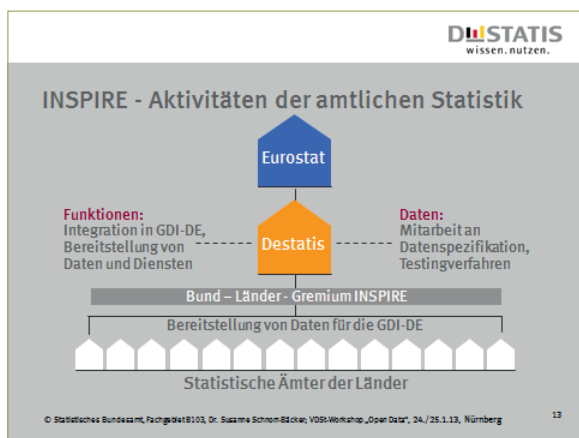 DESTATIS
wissen.nutzen.
INSPIRE - Aktivitäten der amtlichen Statistik
Eurostat
Funktionen:
Integration in GDI-DE,
Bereitstellung von
Daten und Diensten
Destatis
Daten:
Mitarbeit an
Datenspezifikation,
Testingverfahren
Bund – Länder - Gremium INSPIRE
Bereitstellung von Daten für die GDI-DE
Statistische Ämter der Länder
© Statistisches Bundesamt, Fachgebiet B103, Dr. Susanne Schnorr-Bäcker; VDSt-Workshop „Open Data“, 24./25.1.13, Nürnberg
13